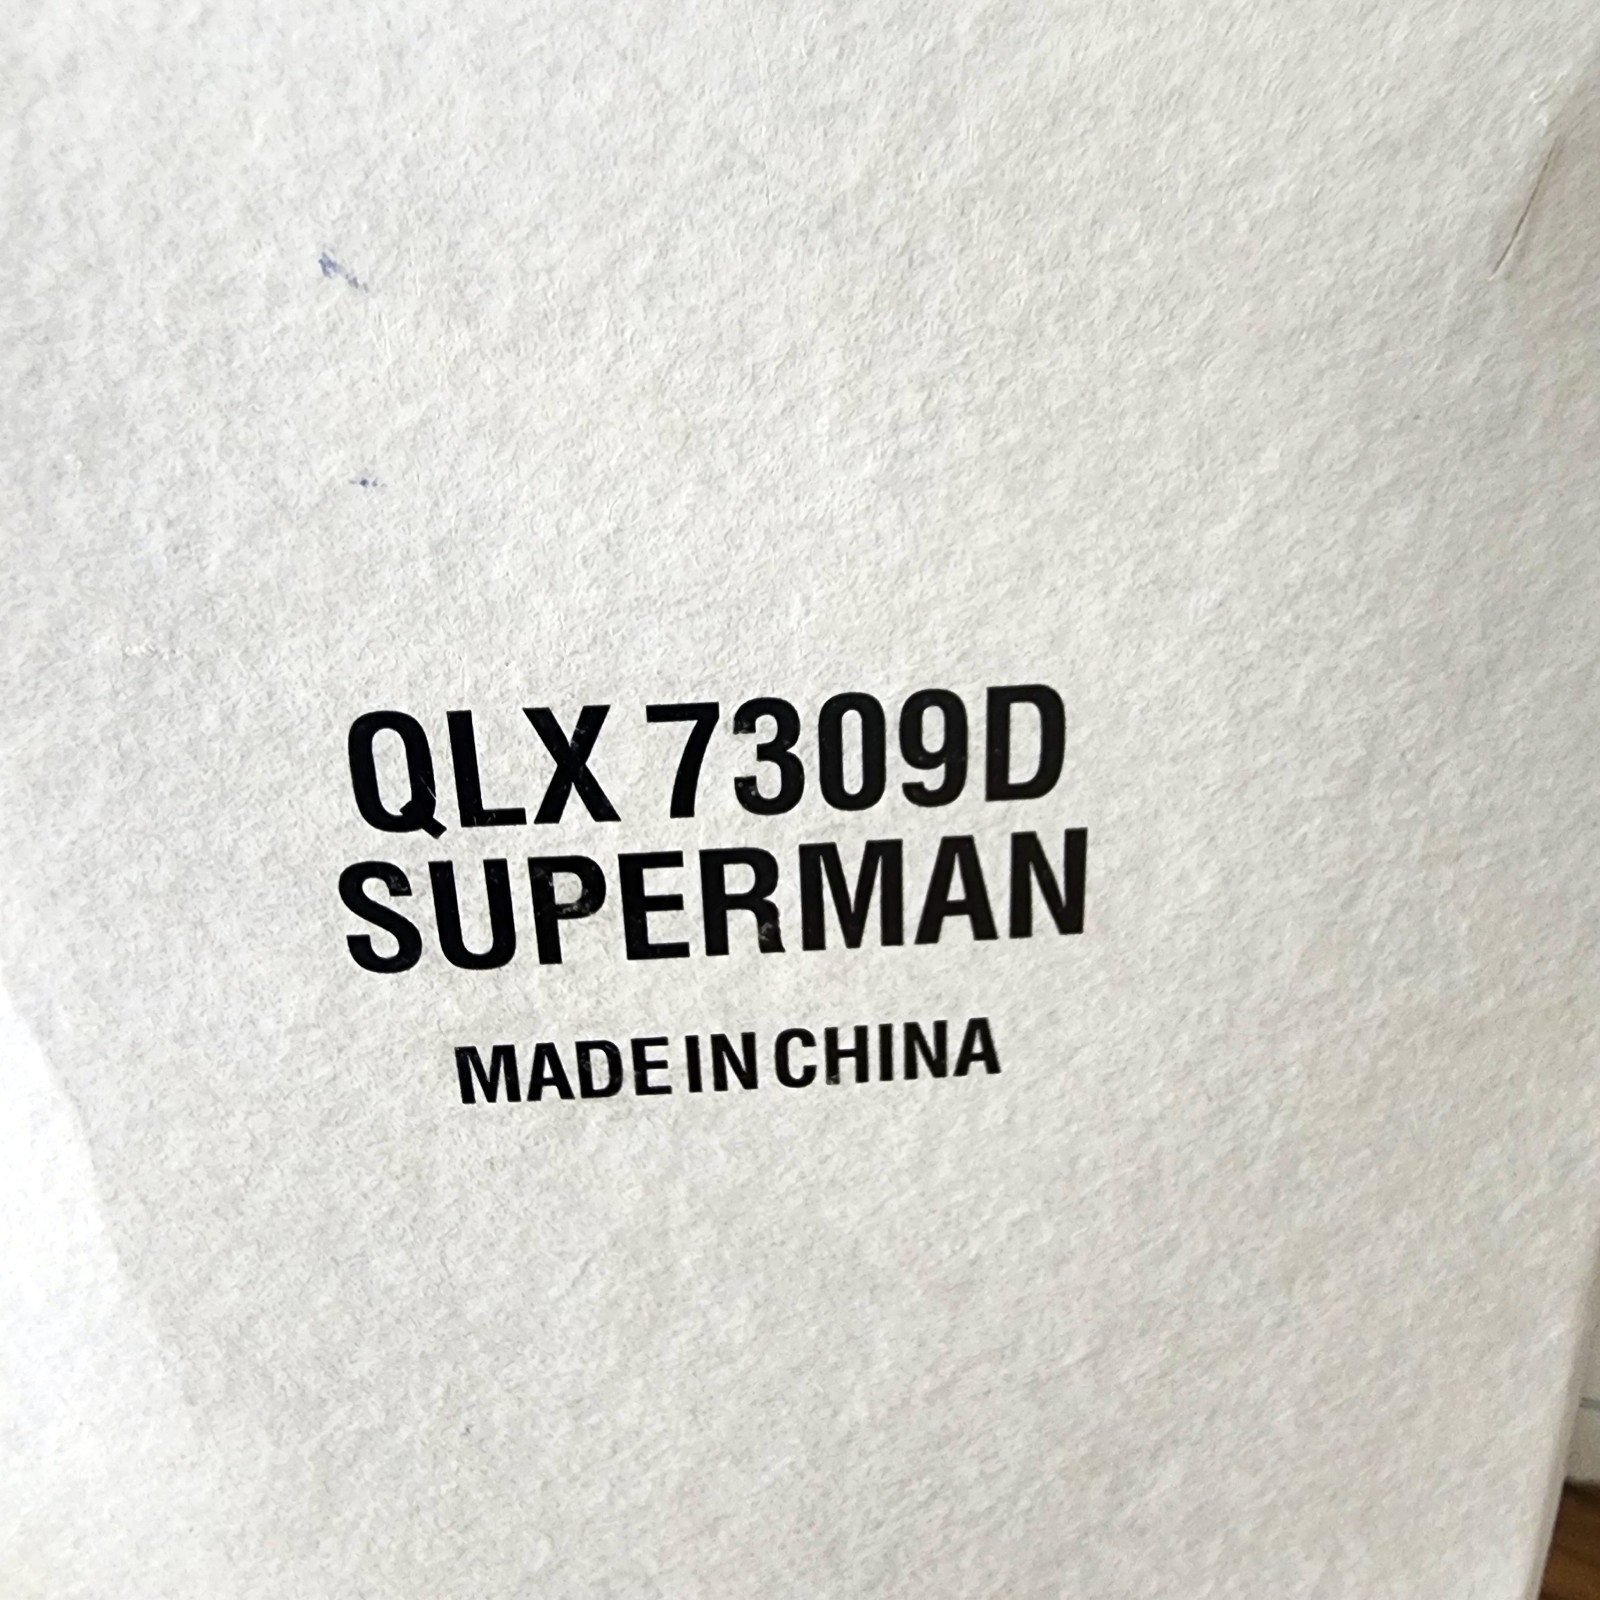 QLX 7309D
SUPERMAN
MADE IN CHINA